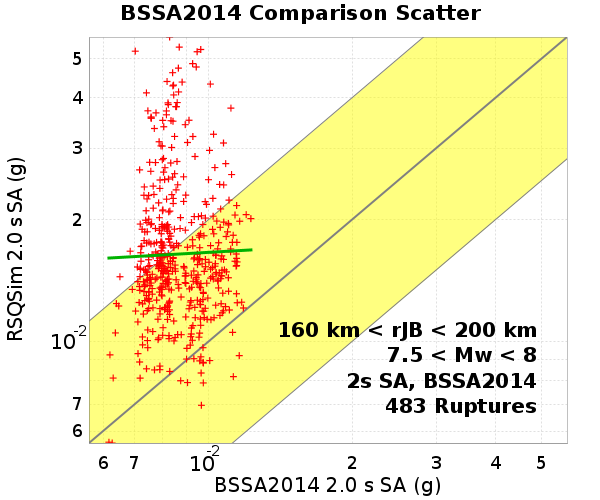 BSSA2014 Comparison Scatter
RSQSim 2.0 s SA (g)
5
4
3
2
10-2
7
6
160 km < rJB < 200 km
7.5 < Mw < 8
2s SA, BSSA2014
483 Ruptures
6 7 10-2 2 3 4 5
BSSA2014 2.0 s SA (g)